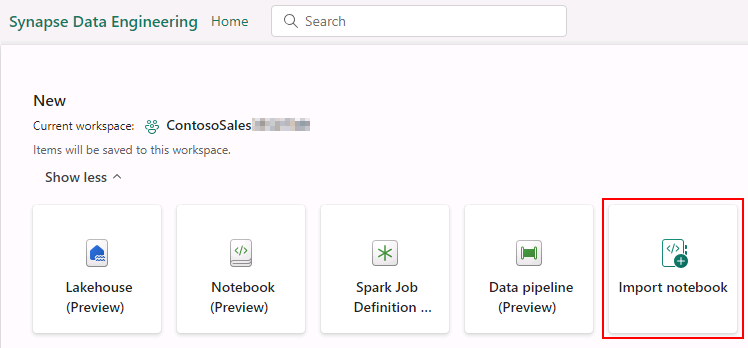 Synapse Data Engineering Home Search
New
Current workspace: ContosoSales
Items will be saved to this workspace.
Show less
Lakehouse
(Preview)
Notebook
(Preview)
Spark Job
Definition ...
Data pipeline
(Preview)
Import notebook